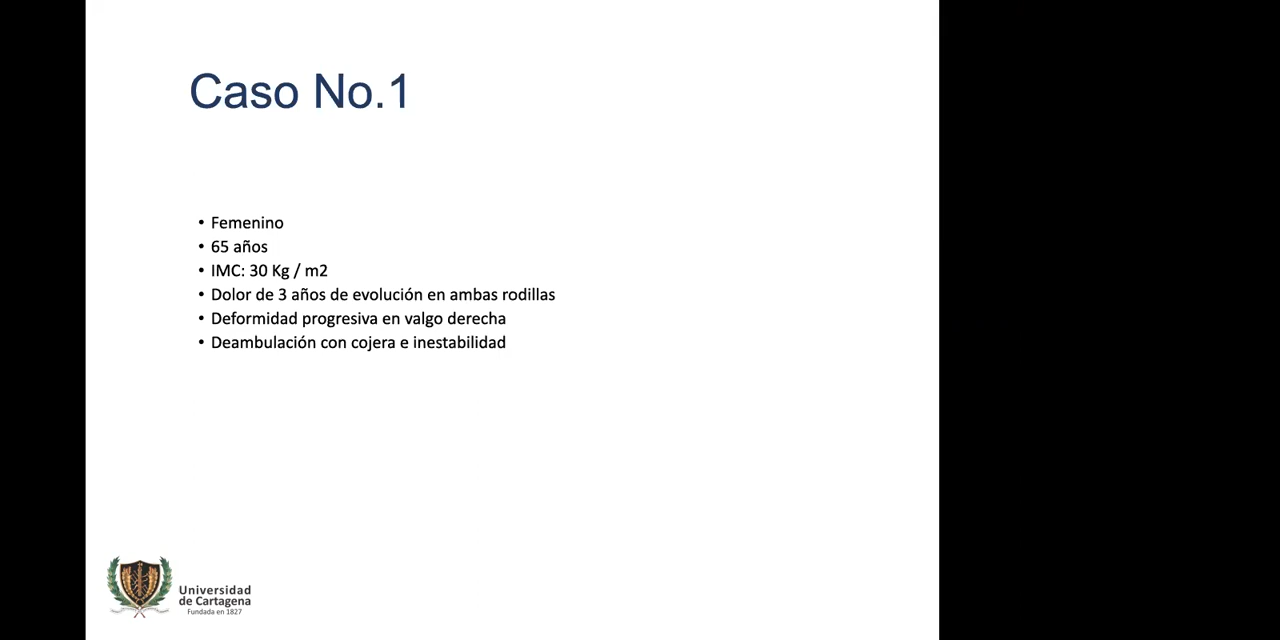 Caso No.1
• Femenino
• 65 años
• IMC: 30 Kg / m2
• Dolor de 3 años de evolución en ambas rodillas
• Deformidad progresiva en valgo derecha
• Deambulación con cojera e inestabilidad
Universidad
de Cartagena
Fundada en 1827